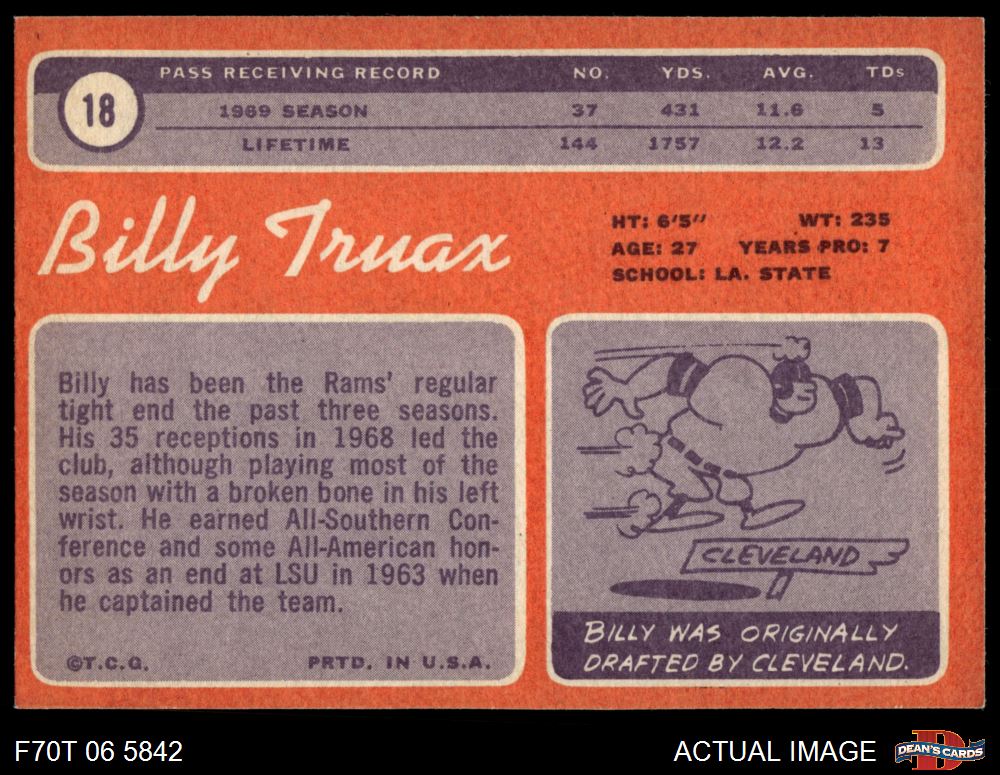 PASS RECEIVING RECORD NO. YDS. AVG. TDs
18
1969 SEASON 37 431 11.6 5
LIFETIME 144 1757 12.2 13
Billy Truax
HT: 6'5" WT: 235
AGE: 27 YEARS PRO: 7
SCHOOL: LA. STATE
Billy has been the Rams' regular
tight end the past three seasons.
His 35 receptions in 1968 led the
club, although playing most of the
season with a broken bone in his left
wrist. He earned All-Southern Con-
ference and some All-American hon-
ors as an end at LSU in 1963 when
he captained the team.
©T.C.G. PRTD. IN U.S.A.
CLEVELAND
BILLY WAS ORIGINALLY
DRAFTED BY CLEVELAND.
F70T 06 5842 ACTUAL IMAGE DEAN'S CARDS